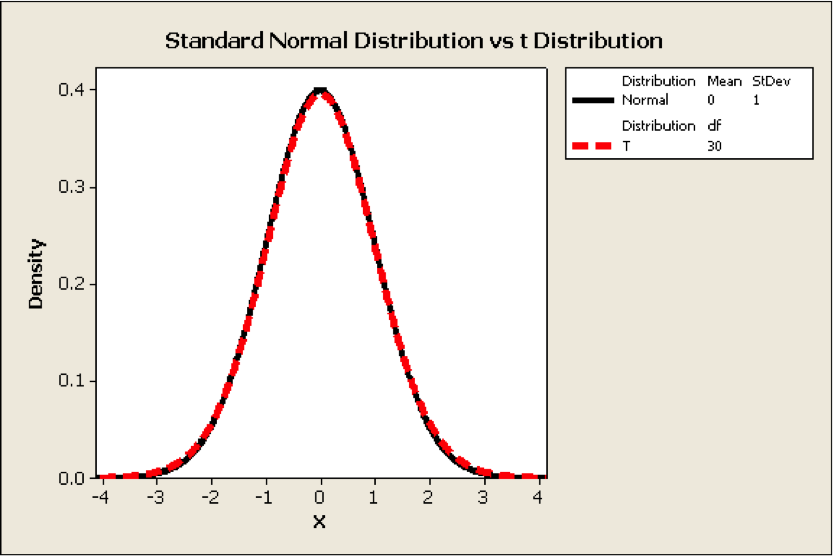 Standard Normal Distribution vs t Distribution
Distribution Mean StDev
Normal 0 1
Distribution df
T 30
Density
0.4
0.3
0.2
0.1
0.0
-4 -3 -2 -1 0 1 2 3 4
X